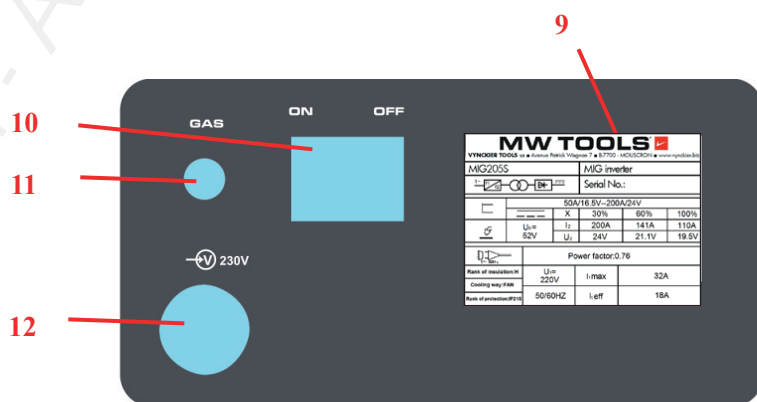 9
10
11
12
GAS
ON OFF
230V
MW TOOLS
VYNCKIER TOOLS sa ■ Avenue Patrick Wagnon 7 ■ B-7700 - MOUSCRON ■ www.vynckier.biz
MIG205S MIG inverter
Serial No.:
50A/16.5V--200A/24V
X 30% 60% 100%
U₀= 52V I₂ 200A 141A 110A
U₂ 24V 21.1V 19.5V
Power factor:0.76
Rank of insulation:H U₁= 220V I₁max 32A
Cooling way:FAN
Rank of protection:IP21S 50/60HZ I₁eff 18A